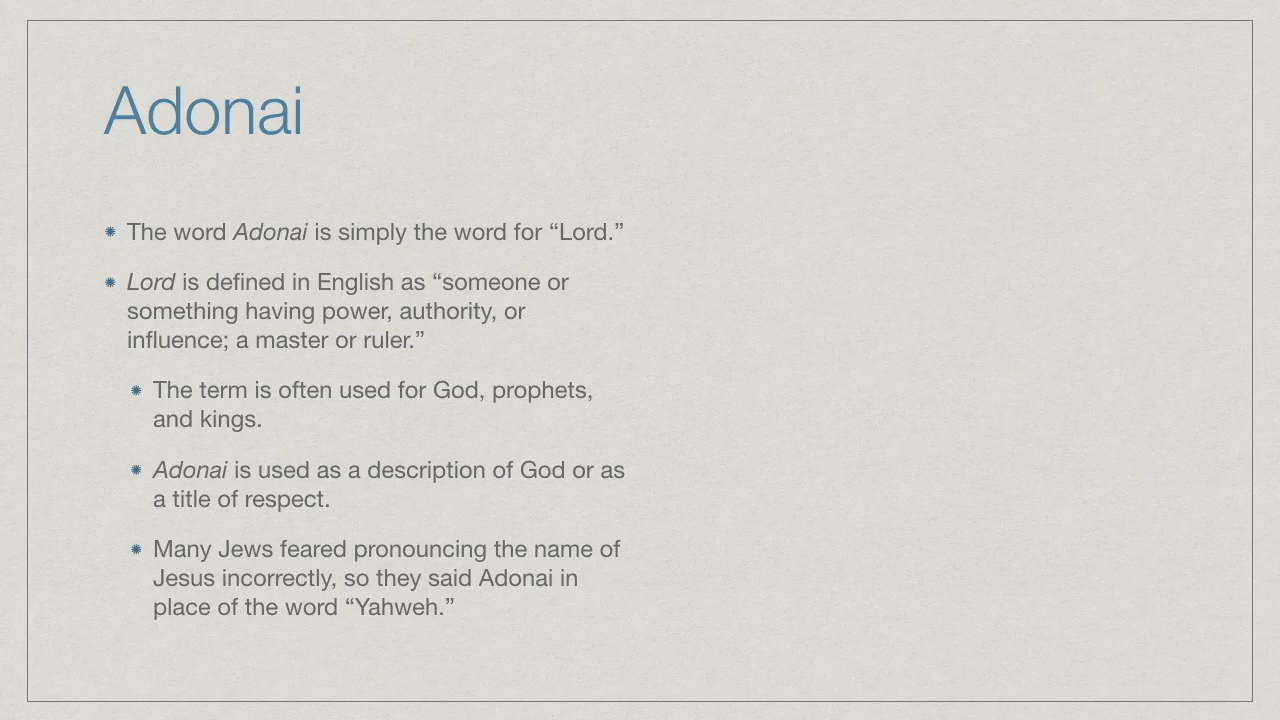 Adonai
The word Adonai is simply the word for “Lord.”
Lord is defined in English as “someone or
something having power, authority, or
influence; a master or ruler.”
The term is often used for God, prophets,
and kings.
Adonai is used as a description of God or as
a title of respect.
Many Jews feared pronouncing the name of
Jesus incorrectly, so they said Adonai in
place of the word “Yahweh.”